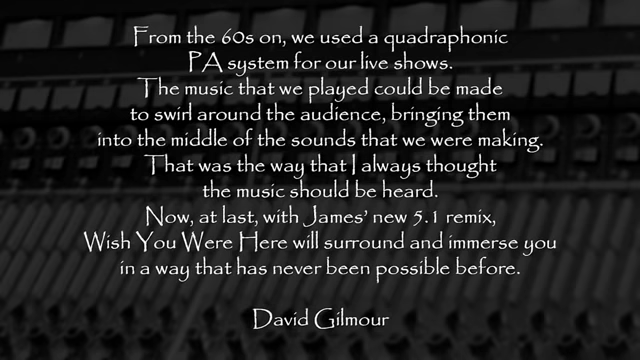 From the 60s on, we used a quadraphonic
PA system for our live shows.
The music that we played could be made
to swirl around the audience, bringing them
into the middle of the sounds that we were making.
That was the way that I always thought
the music should be heard.
Now, at last, with James' new 5.1 remix,
Wish You Were Here will surround and immerse you
in a way that has never been possible before.
David Gilmour